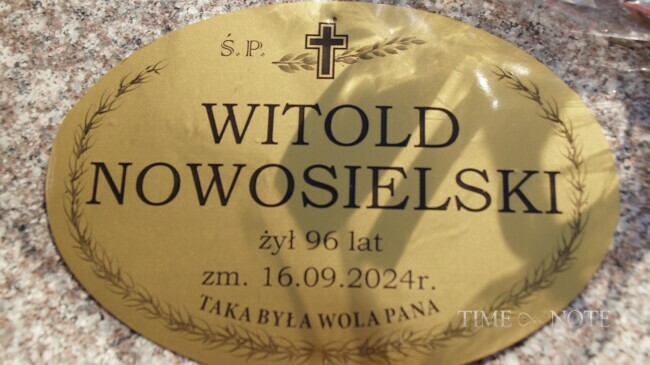 Ś.P.
WITOLD
NOWOSIELSKI
żył 96 lat
zm. 16.09.2024r.
TAKA BYŁA WOLA PANA
TIME NOTE